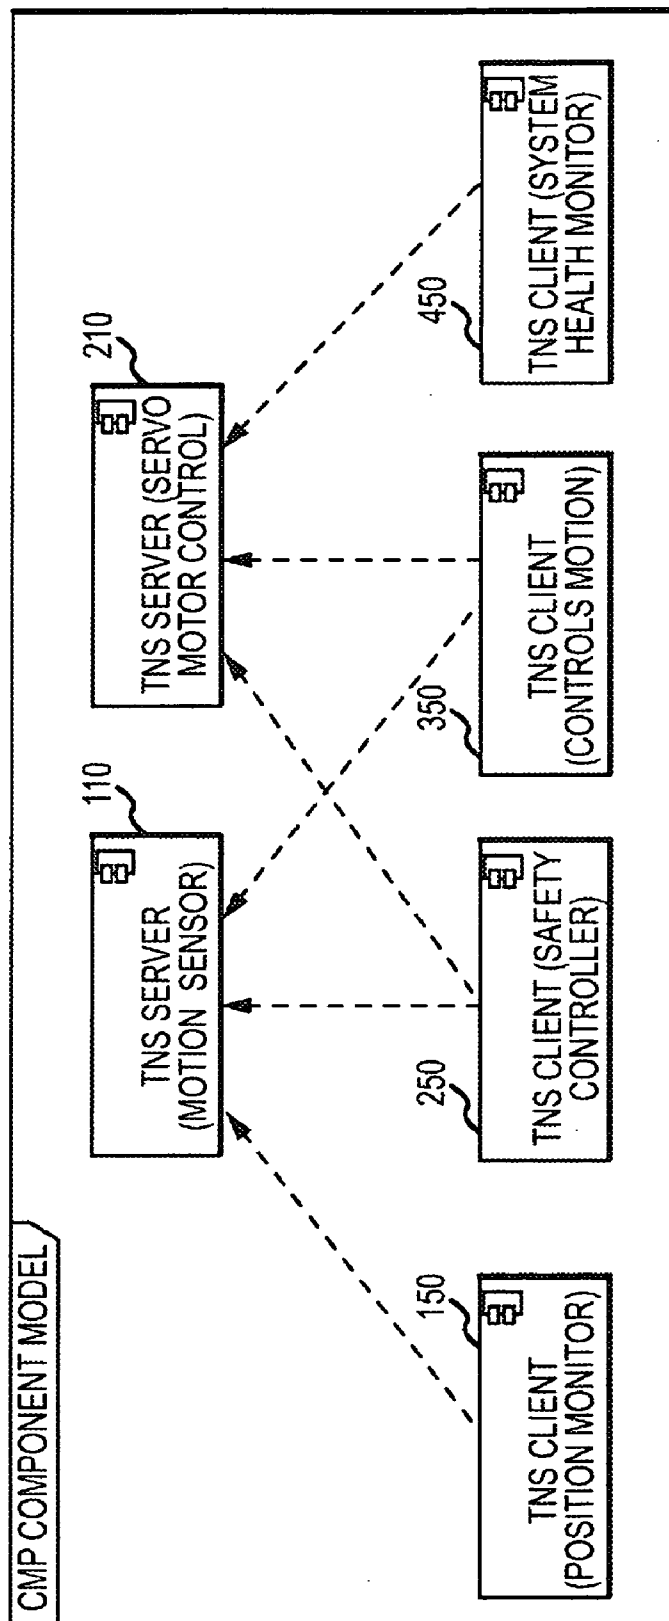 CMP COMPONENT MODEL
110
TNS SERVER
(MOTION SENSOR)
210
TNS SERVER (SERVO
MOTOR CONTROL)
150
TNS CLIENT
(POSITION MONITOR)
250
TNS CLIENT (SAFETY
CONTROLLER)
350
TNS CLIENT
(CONTROLS MOTION)
450
TNS CLIENT (SYSTEM
HEALTH MONITOR)